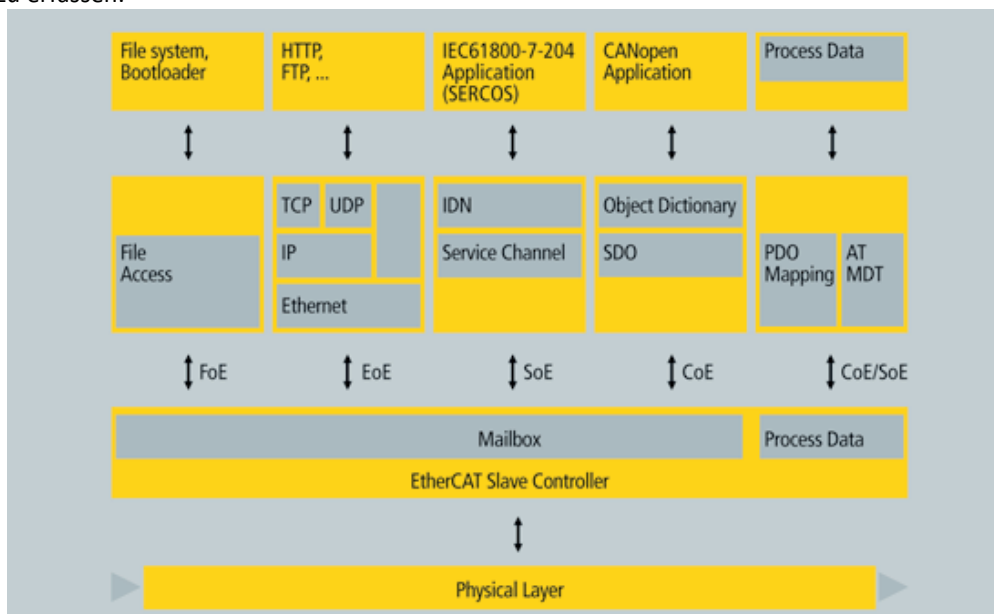 zu erfassen.
File system,
Bootloader
HTTP,
FTP, ...
IEC61800-7-204
Application
(SERCOS)
CANopen
Application
Process Data
File
Access
TCP
UDP
IP
Ethernet
IDN
Service Channel
Object Dictionary
SDO
PDO
Mapping
AT
MDT
FoE
EoE
SoE
CoE
CoE/SoE
Mailbox
Process Data
EtherCAT Slave Controller
Physical Layer